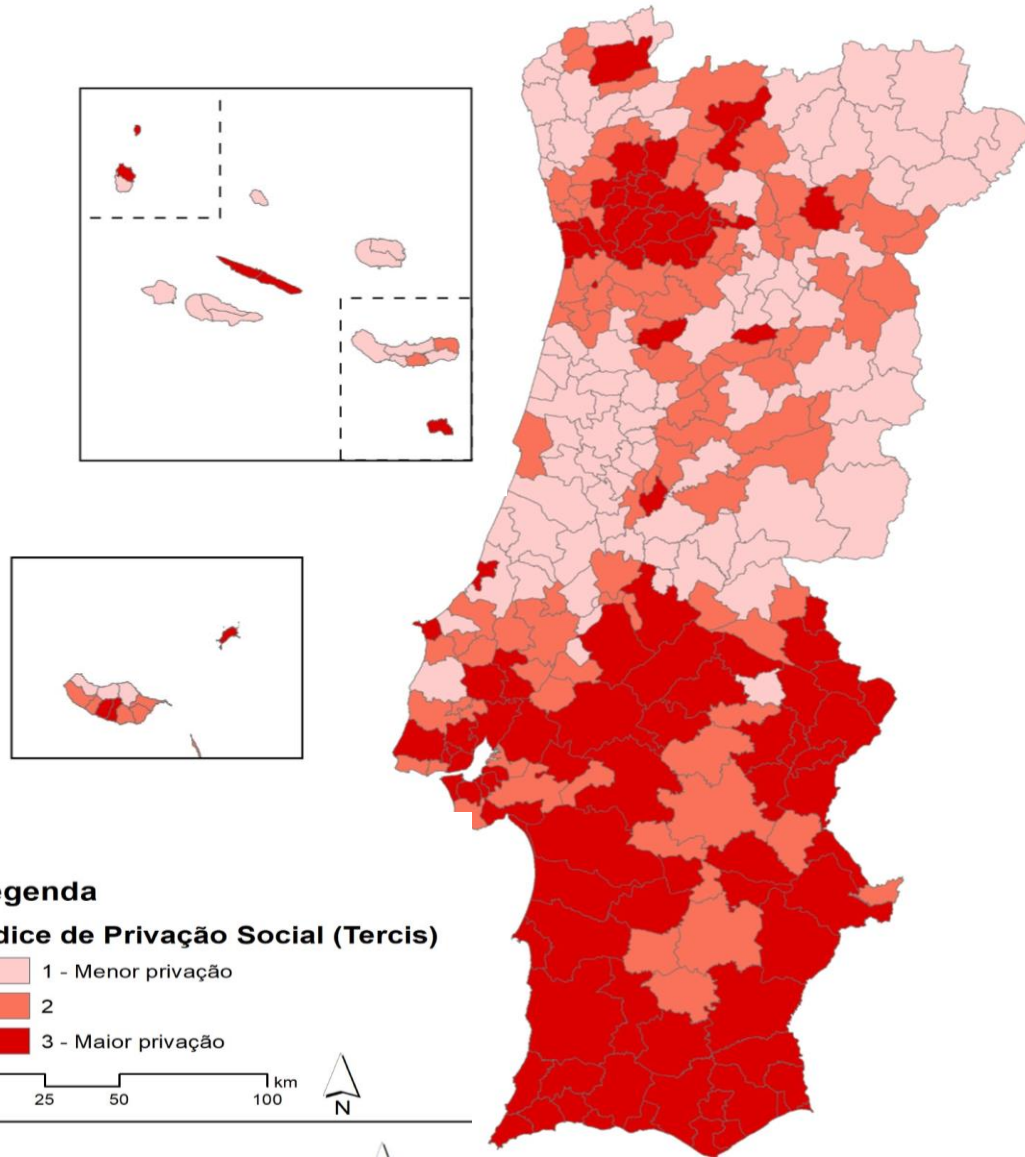 egenda
dice de Privação Social (Tercis)
1 - Menor privação
2
3 - Maior privação
km
25 50 100
N